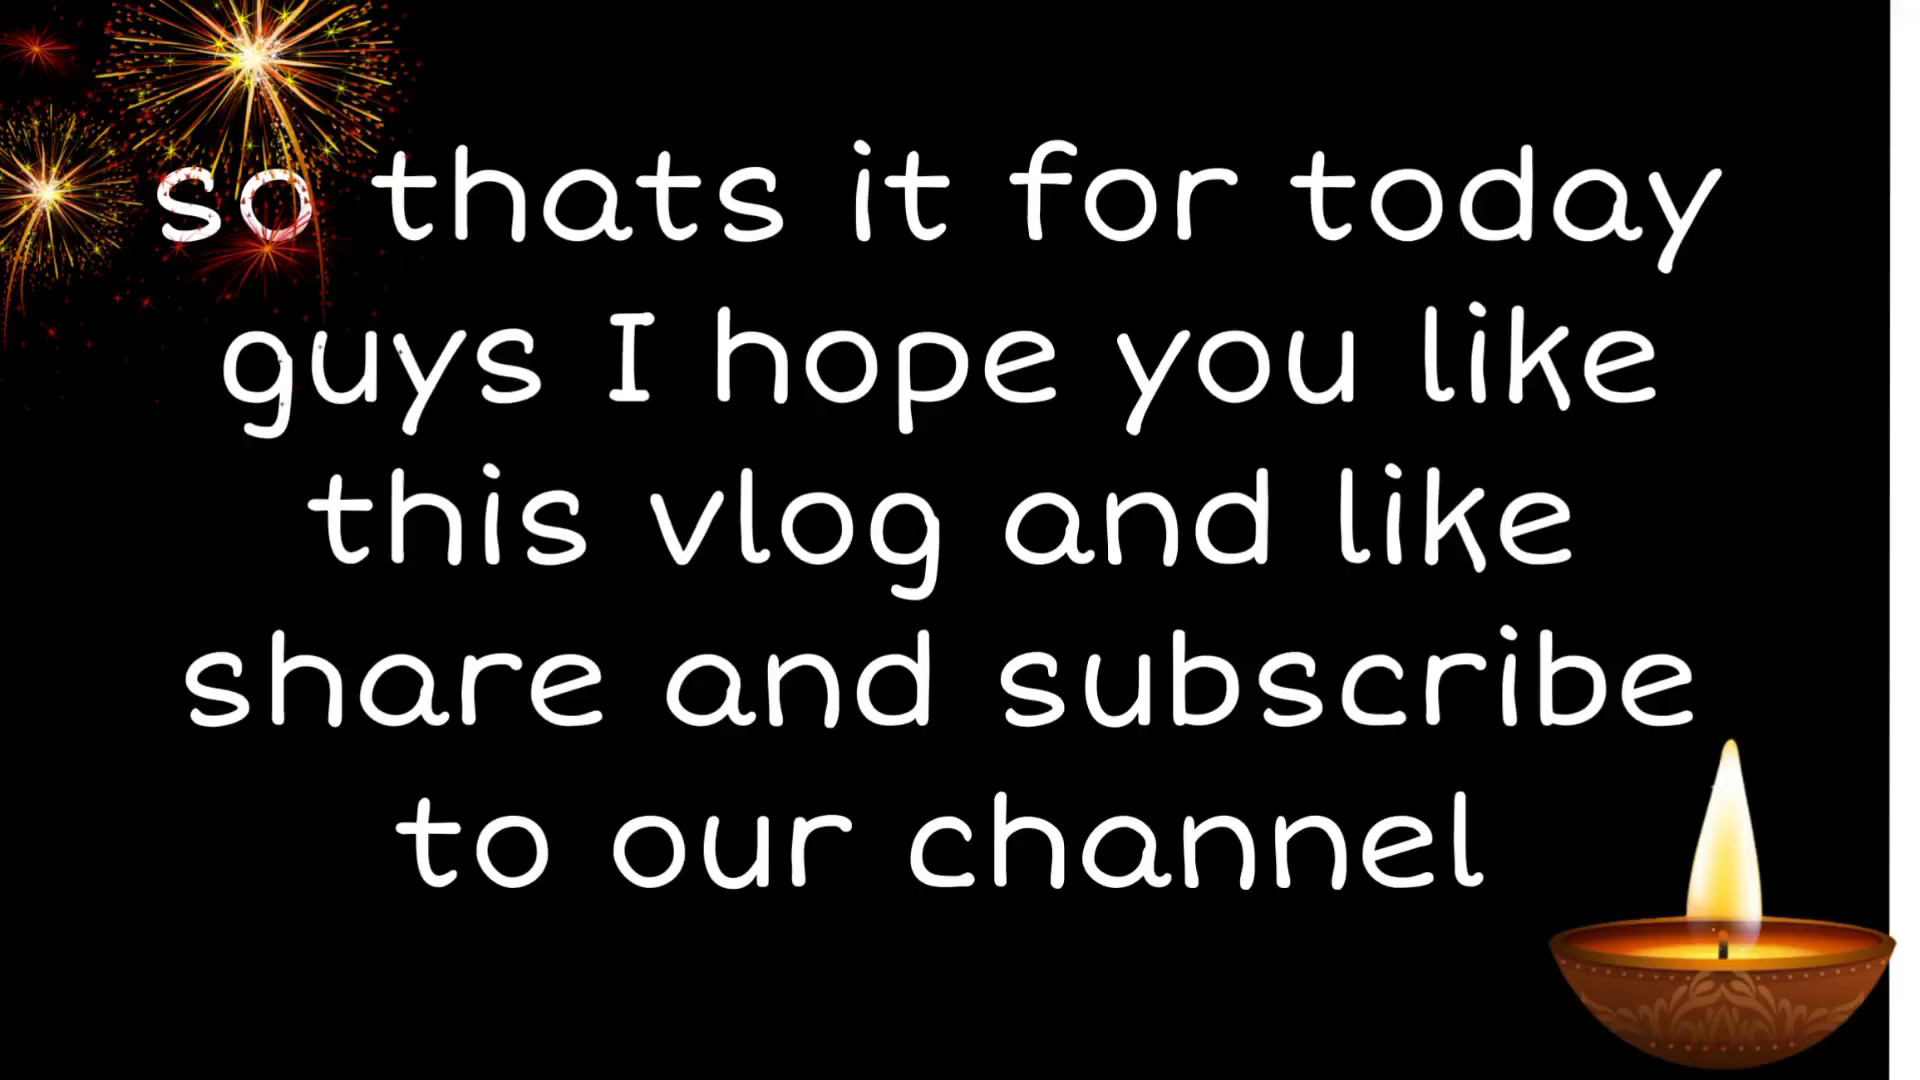 so thats it for today
guys I hope you like
this vlog and like
share and subscribe
to our channel